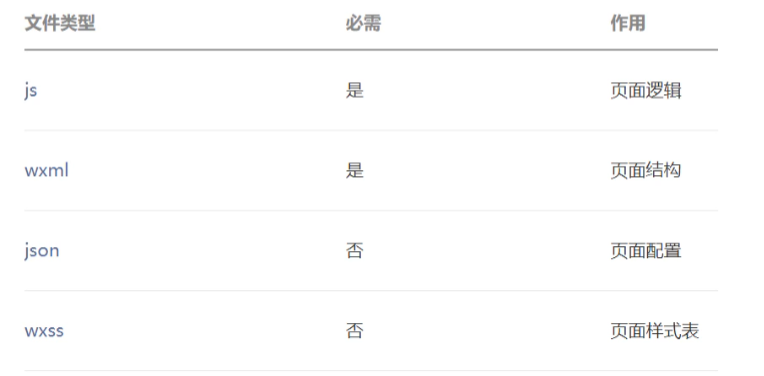 文件类型 必需 作用
js 是 页面逻辑
wxml 是 页面结构
json 否 页面配置
wxss 否 页面样式表